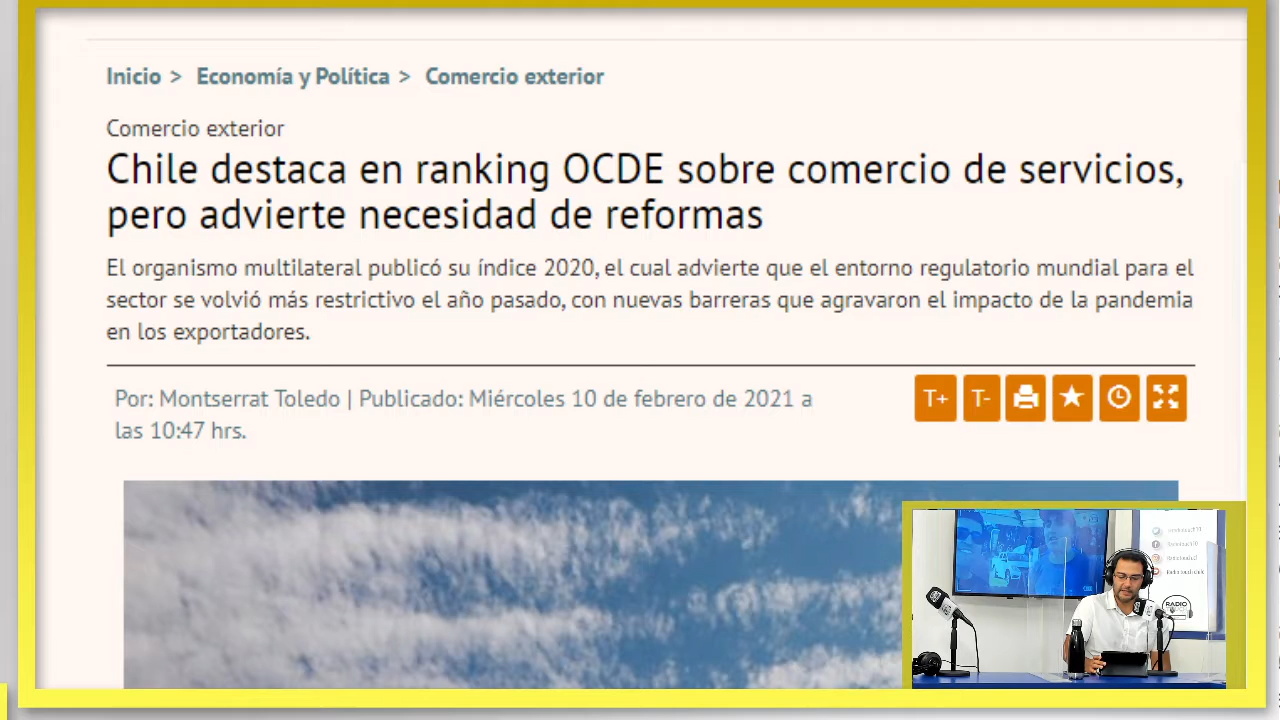 Inicio > Economía y Política > Comercio exterior
Comercio exterior
Chile destaca en ranking OCDE sobre comercio de servicios,
pero advierte necesidad de reformas
El organismo multilateral publicó su índice 2020, el cual advierte que el entorno regulatorio mundial para el
sector se volvió más restrictivo el año pasado, con nuevas barreras que agravaron el impacto de la pandemia
en los exportadores.
Por: Montserrat Toledo | Publicado: Miércoles 10 de febrero de 2021 a
las 10:47 hrs.
T+ T-
RADIO